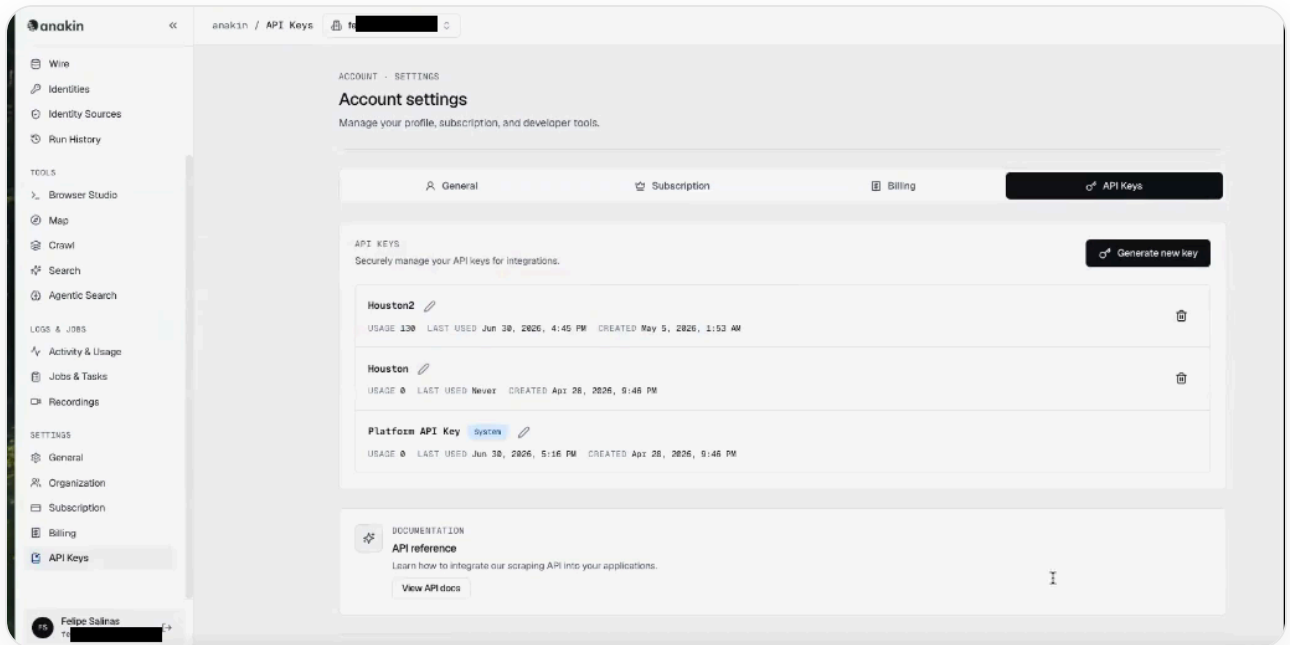 anakin
«
anakin / API Keys
fe
Wire
Identities
Identity Sources
Run History
TOOLS
Browser Studio
Map
Crawl
Search
Agentic Search
LOGS & JOBS
Activity & Usage
Jobs & Tasks
Recordings
SETTINGS
General
Organization
Subscription
Billing
API Keys
FS
Felipe Salinas
ACCOUNT · SETTINGS
Account settings
Manage your profile, subscription, and developer tools.
General
Subscription
Billing
API Keys
API KEYS
Securely manage your API keys for integrations.
Generate new key
Houston2
USAGE 130 LAST USED Jun 30, 2026, 4:45 PM CREATED May 5, 2026, 1:53 AM
Houston
USAGE 0 LAST USED Never CREATED Apr 28, 2026, 9:46 PM
Platform API Key System
USAGE 0 LAST USED Jun 30, 2026, 5:16 PM CREATED Apr 28, 2026, 9:46 PM
DOCUMENTATION
API reference
Learn how to integrate our scraping API into your applications.
View API docs